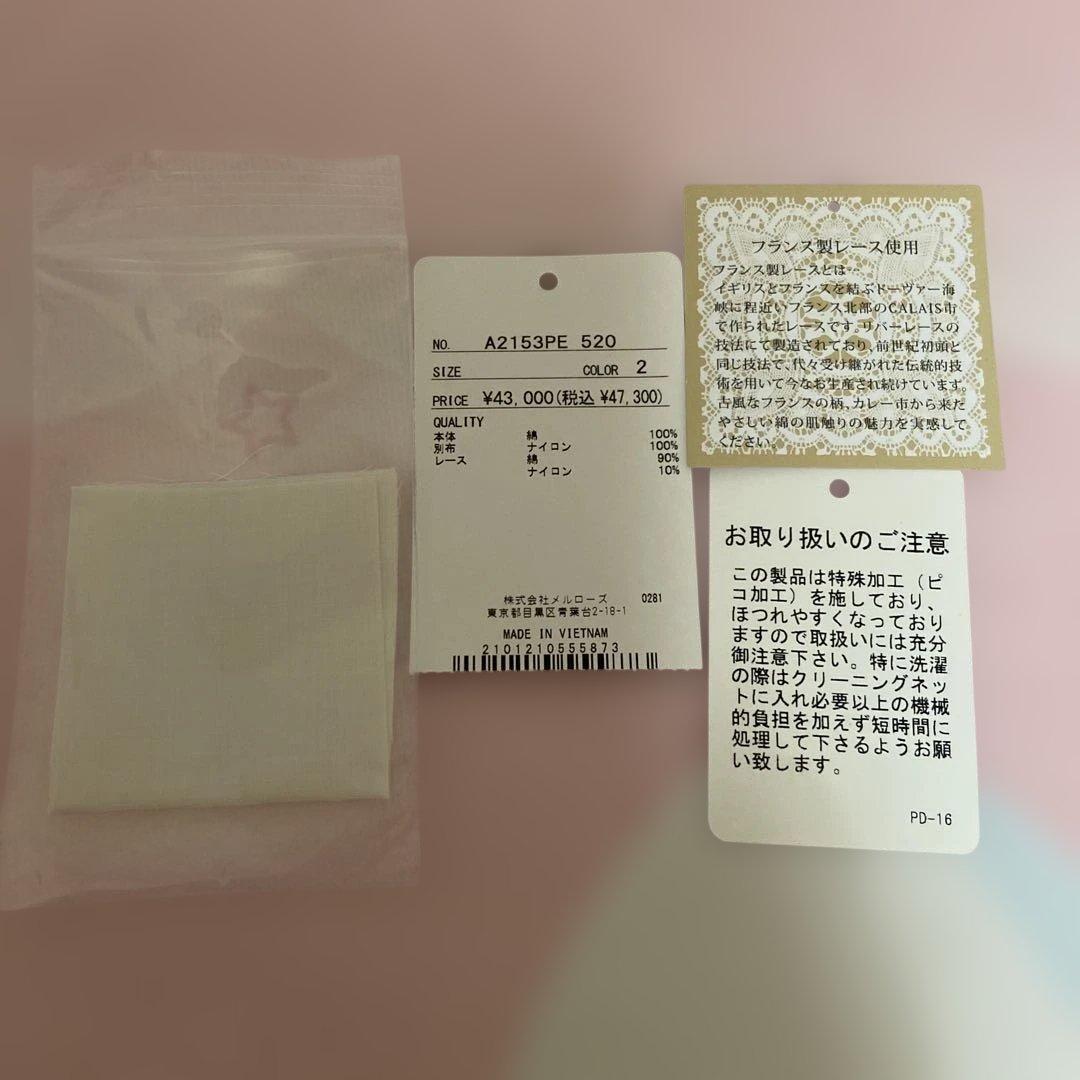 NO. A2153PE 520
SIZE COLOR 2
PRICE ¥43,000(税込 ¥47,300)
QUALITY
本体 綿 100%
別布 ナイロン 100%
レース 綿 90%
ナイロン 10%
株式会社メルローズ 0281
東京都目黒区青葉台2-18-1
MADE IN VIETNAM
2101210555873
フランス製レース使用
フランス製レースとは…
イギリスとフランスを結ぶドーヴァー海
峡に程近いフランス北部のCALAIS市
で作られたレースです。リバーレースの
技法にて製造されており、前世紀初頭と
同じ技法で、代々受け継がれた伝統的技
術を用いて今なお生産され続けています。
古風なフランスの柄、カレー市から来た
やさしい綿の肌触りの魅力を実感して
ください。
お取り扱いのご注意
この製品は特殊加工（ピ
コ加工）を施しており、
ほつれやすくなっており
ますので取扱いには充分
御注意下さい。特に洗濯
の際はクリーニングネッ
トに入れ必要以上の機械
的負担を加えず短時間に
処理して下さるようお願
い致します。
PD-16